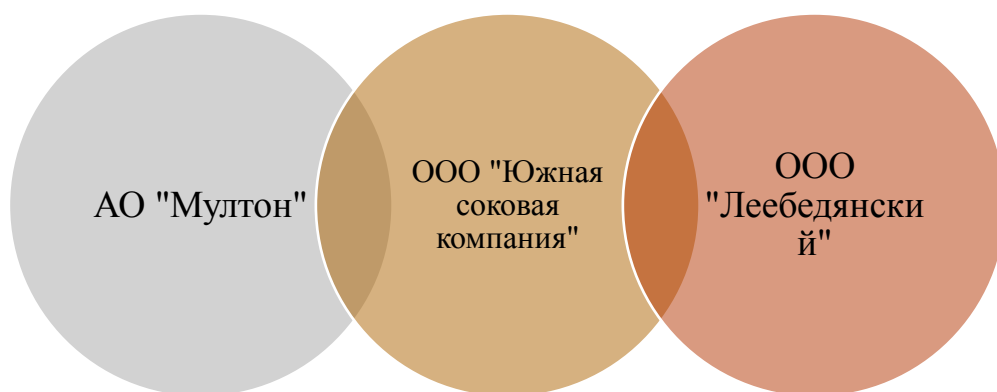 АО "Мултон"
ООО "Южная
соковая
компания"
ООО
"Леебедянски
й"